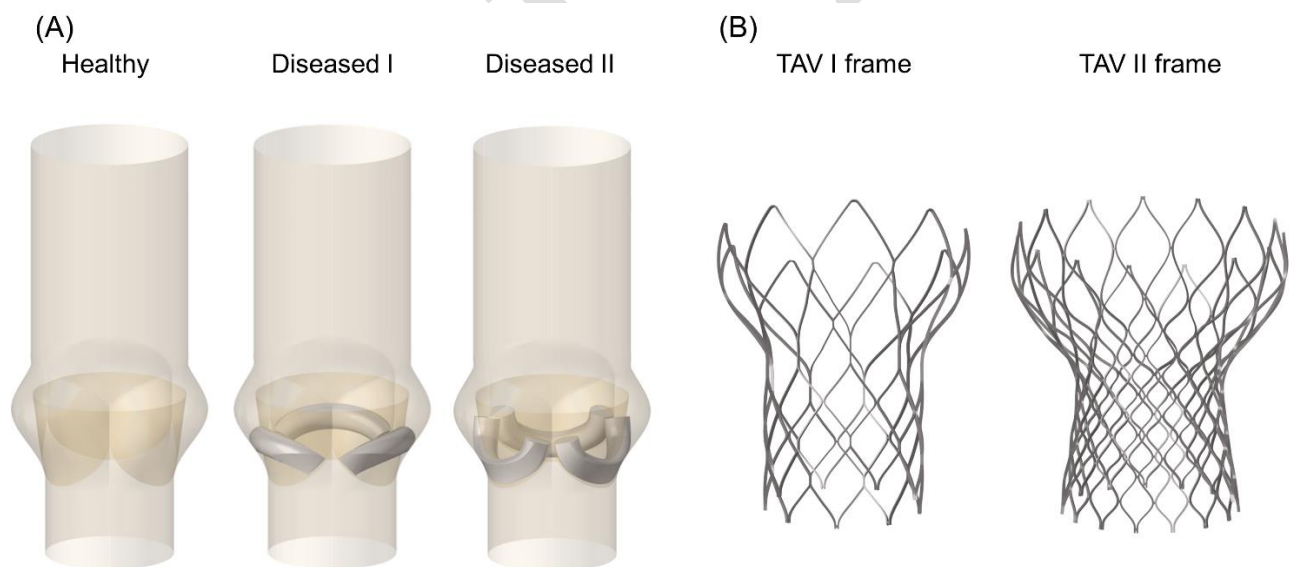 (A)
Healthy
Diseased I
Diseased II
(B)
TAV I frame
TAV II frame